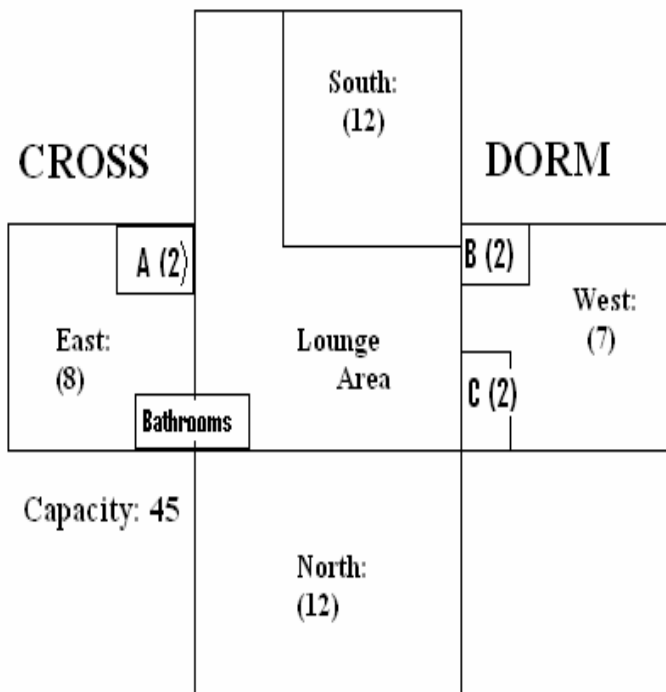 South:
(12)
CROSS
DORM
A (2)
B (2)
West:
(7)
East:
(8)
Lounge
Area
C (2)
Bathrooms
Capacity: 45
North:
(12)